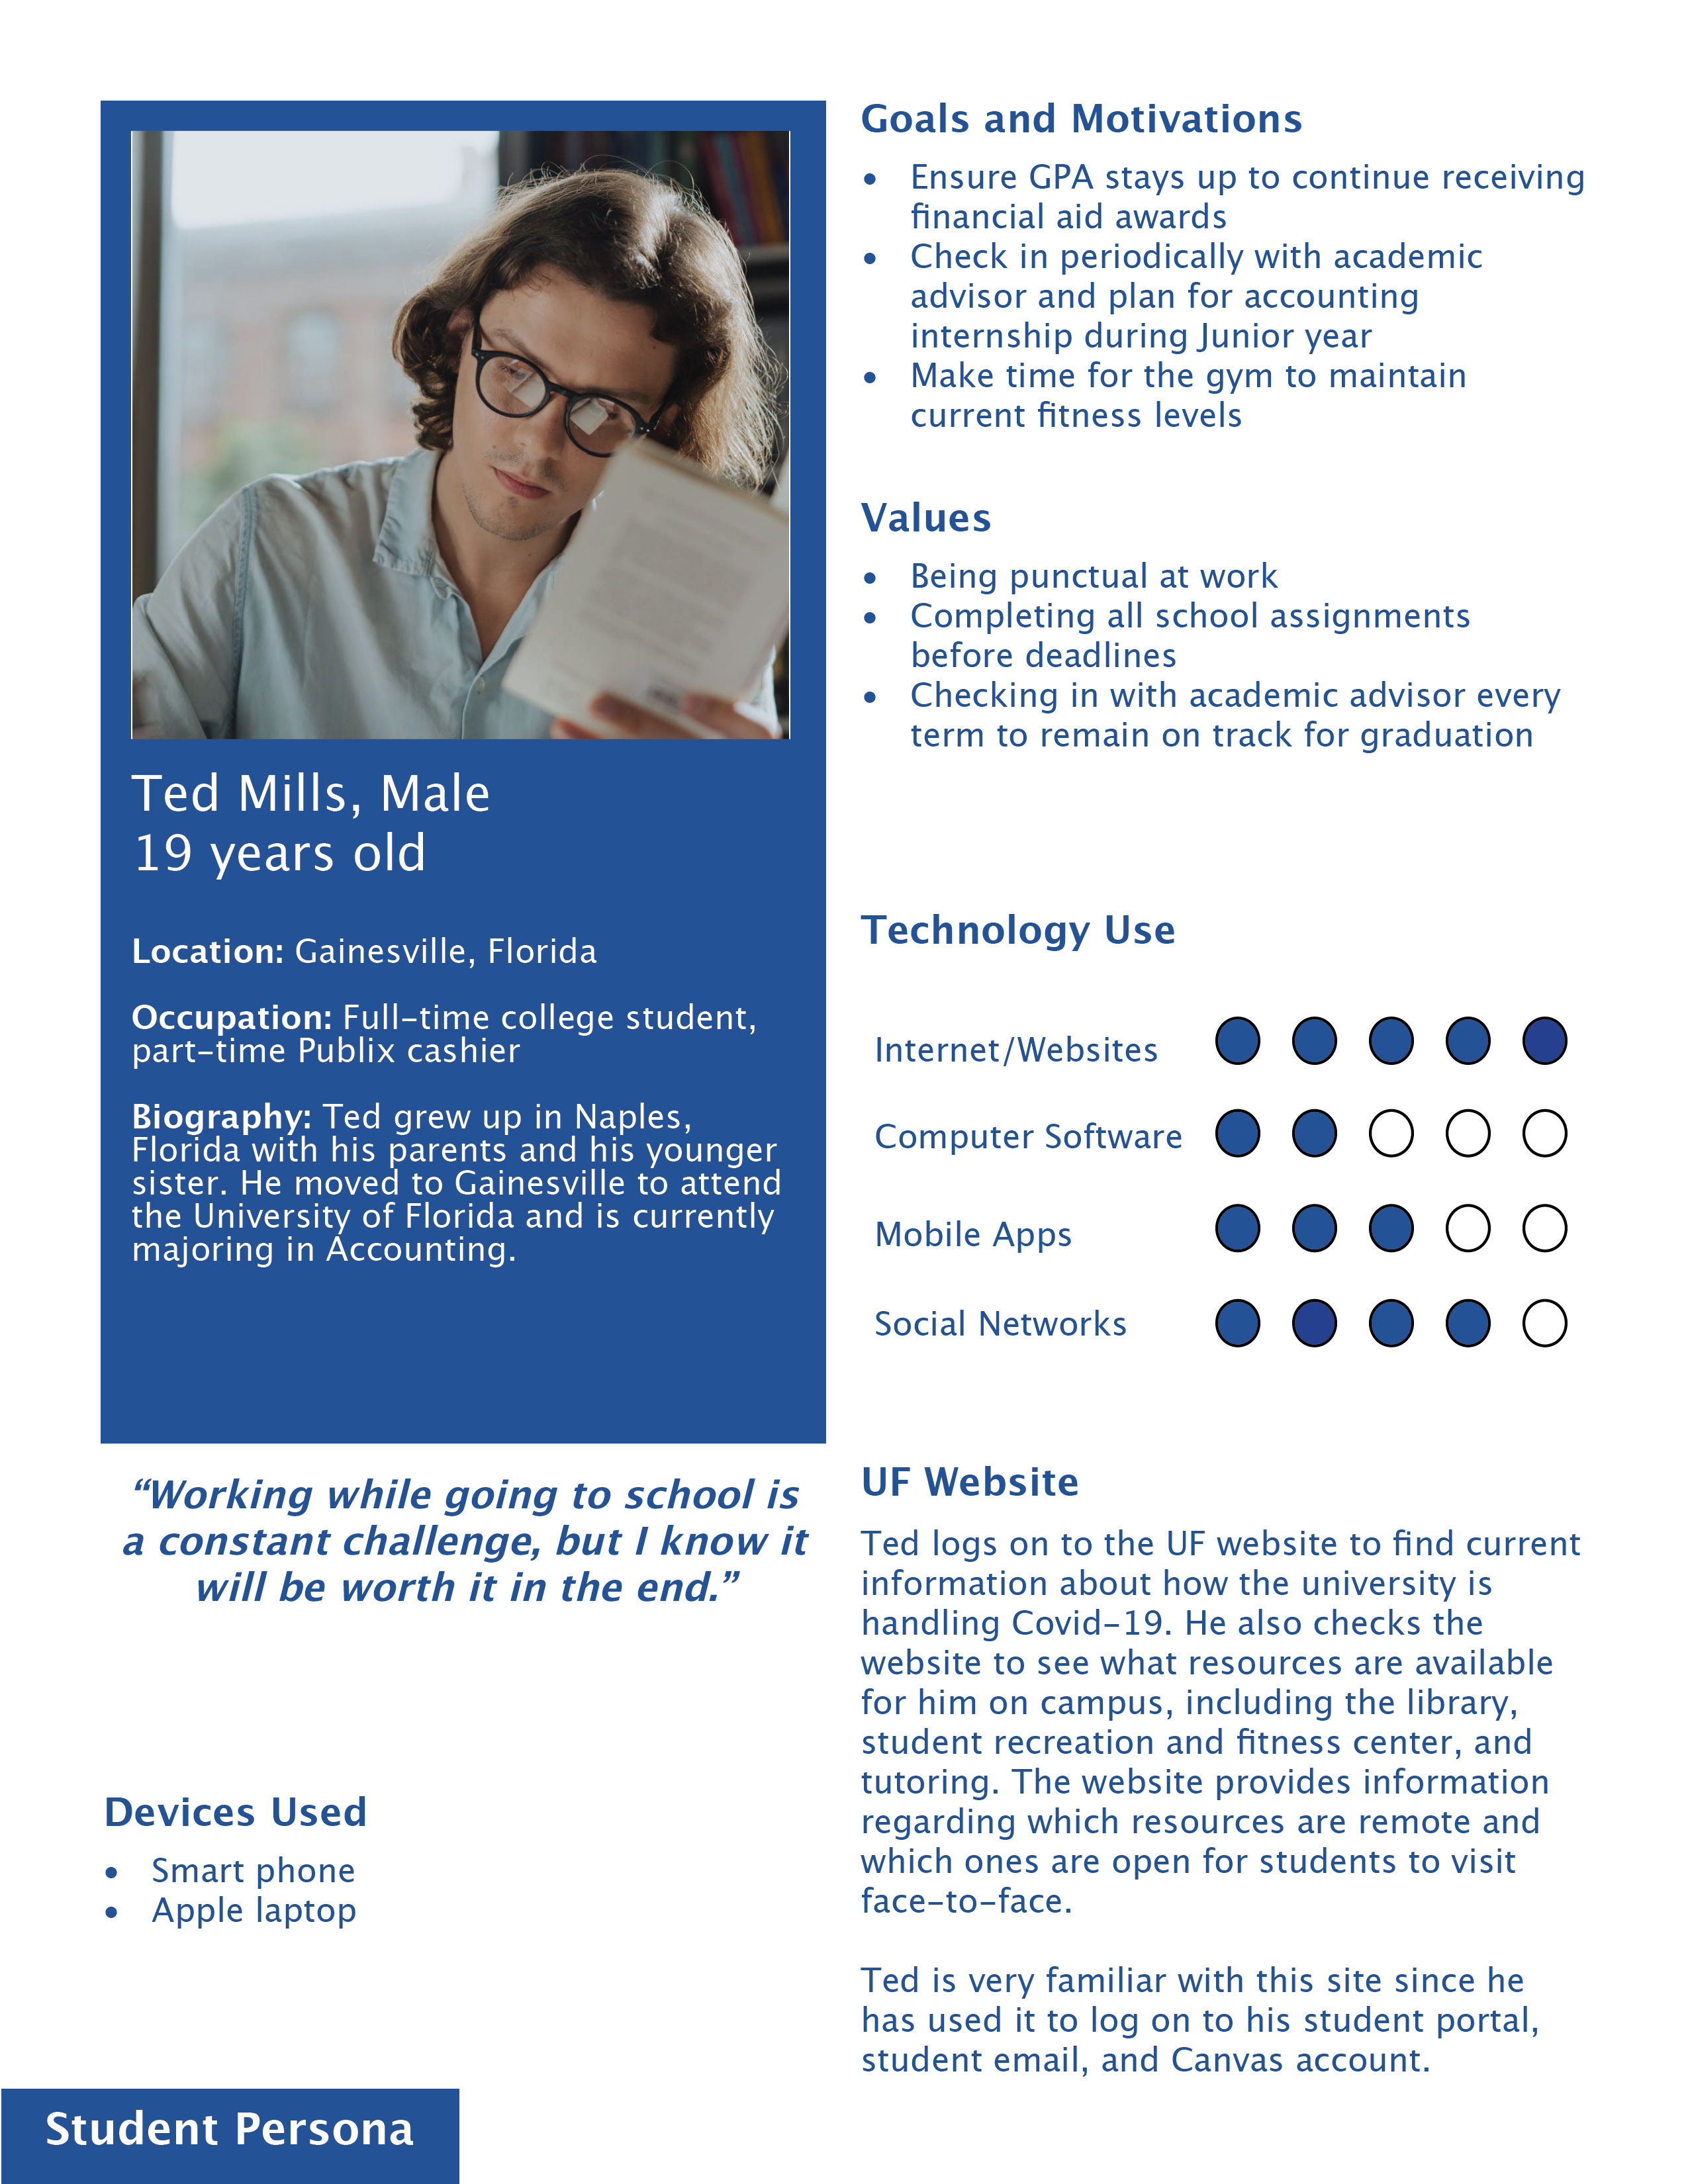 Ted Mills, Male
19 years old
Location: Gainesville, Florida
Occupation: Full-time college student,
part-time Publix cashier
Biography: Ted grew up in Naples,
Florida with his parents and his younger
sister. He moved to Gainesville to attend
the University of Florida and is currently
majoring in Accounting.
“Working while going to school is
a constant challenge, but I know it
will be worth it in the end.”
Devices Used
• Smart phone
• Apple laptop
Student Persona
Goals and Motivations
• Ensure GPA stays up to continue receiving
financial aid awards
• Check in periodically with academic
advisor and plan for accounting
internship during Junior year
• Make time for the gym to maintain
current fitness levels
Values
• Being punctual at work
• Completing all school assignments
before deadlines
• Checking in with academic advisor every
term to remain on track for graduation
Technology Use
Internet/Websites
Computer Software
Mobile Apps
Social Networks
UF Website
Ted logs on to the UF website to find current
information about how the university is
handling Covid-19. He also checks the
website to see what resources are available
for him on campus, including the library,
student recreation and fitness center, and
tutoring. The website provides information
regarding which resources are remote and
which ones are open for students to visit
face-to-face.
Ted is very familiar with this site since he
has used it to log on to his student portal,
student email, and Canvas account.